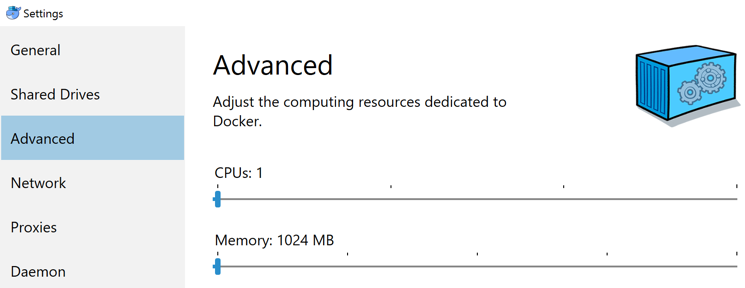 Settings
General
Shared Drives
Advanced
Network
Proxies
Daemon
Advanced
Adjust the computing resources dedicated to
Docker.
CPUs: 1
Memory: 1024 MB